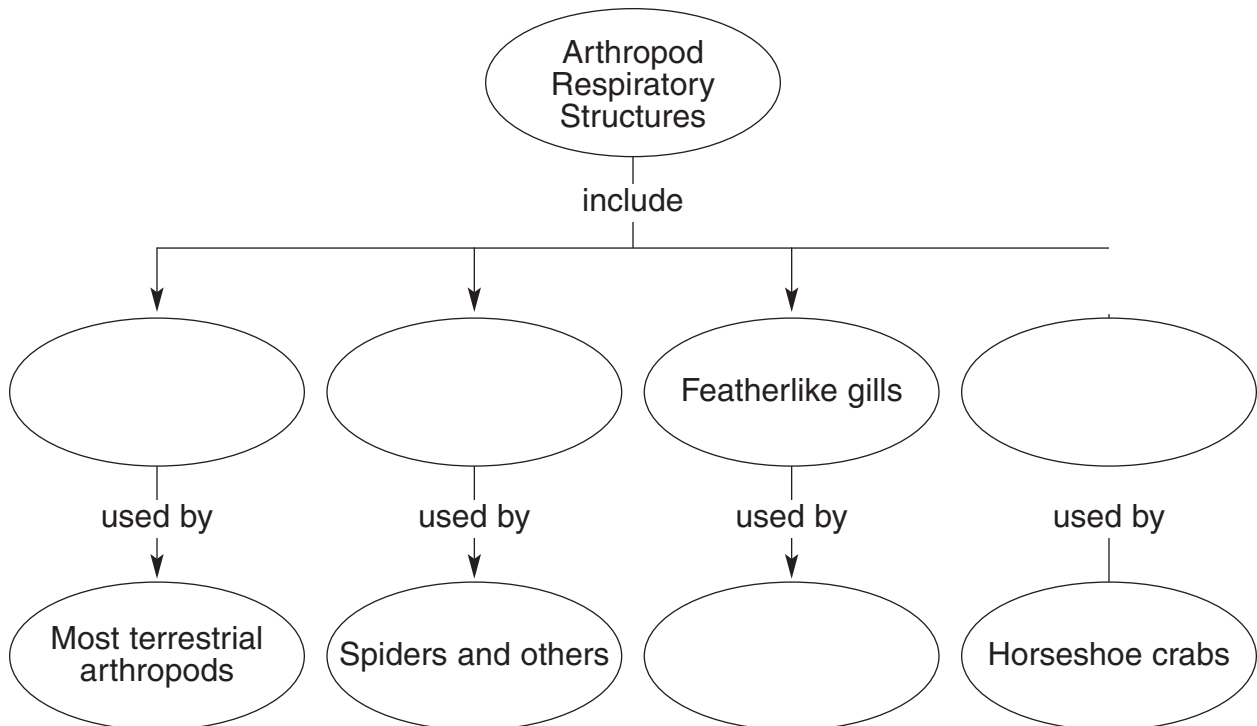 Arthropod
Respiratory
Structures
include
Featherlike gills
used by
used by
used by
used by
Most terrestrial
arthropods
Spiders and others
Horseshoe crabs